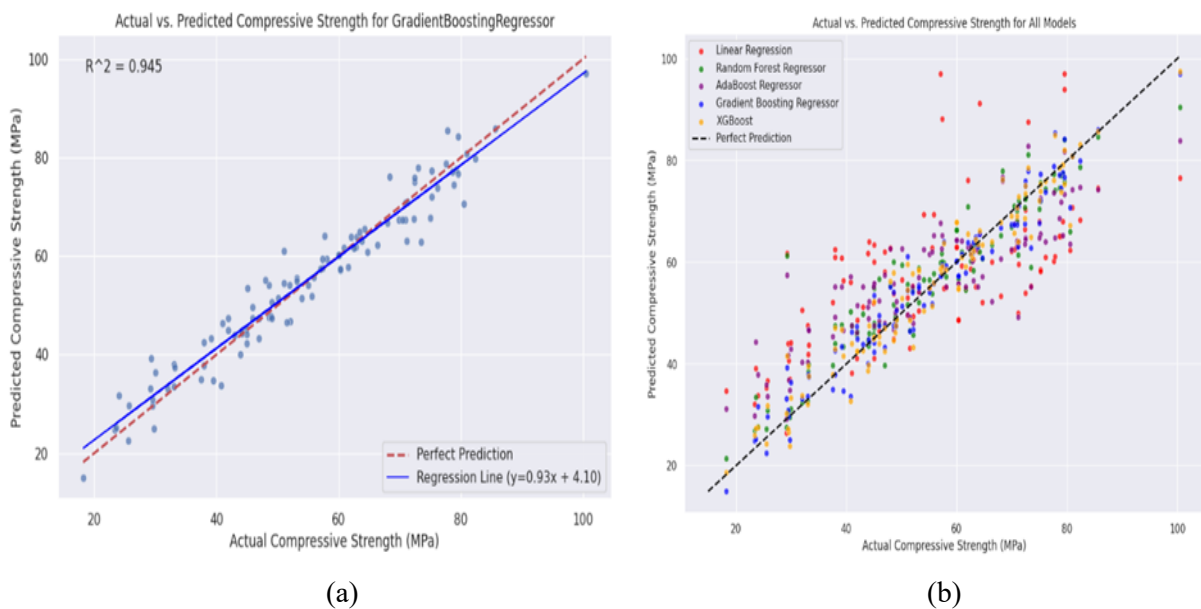 Actual vs. Predicted Compressive Strength for GradientBoostingRegressor
R^2 = 0.945
100
80
60
40
20
Predicted Compressive Strength (MPa)
Perfect Prediction
Regression Line (y=0.93x + 4.10)
20 40 60 80 100
Actual Compressive Strength (MPa)
(a)
Actual vs. Predicted Compressive Strength for All Models
Linear Regression
Random Forest Regressor
AdaBoost Regressor
Gradient Boosting Regressor
XGBoost
Perfect Prediction
100
80
60
40
20
Predicted Compressive Strength (MPa)
20 40 60 80 100
Actual Compressive Strength (MPa)
(b)